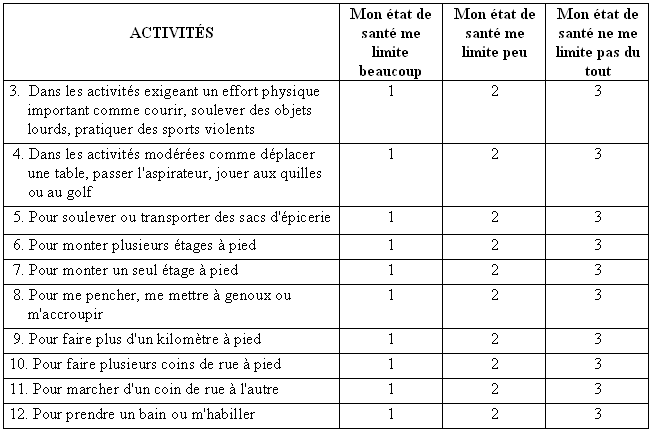 ACTIVITÉS
Mon état de
santé me
limite
beaucoup
Mon état de
santé me
limite peu
Mon état de
santé ne me
limite pas du
tout
3. Dans les activités exigeant un effort physique
important comme courir, soulever des objets
lourds, pratiquer des sports violents
1 2 3
4. Dans les activités modérées comme déplacer
une table, passer l'aspirateur, jouer aux quilles
ou au golf
1 2 3
5. Pour soulever ou transporter des sacs d'épicerie 1 2 3
6. Pour monter plusieurs étages à pied 1 2 3
7. Pour monter un seul étage à pied 1 2 3
8. Pour me pencher, me mettre à genoux ou
m'accroupir
1 2 3
9. Pour faire plus d'un kilomètre à pied 1 2 3
10. Pour faire plusieurs coins de rue à pied 1 2 3
11. Pour marcher d'un coin de rue à l'autre 1 2 3
12. Pour prendre un bain ou m'habiller 1 2 3